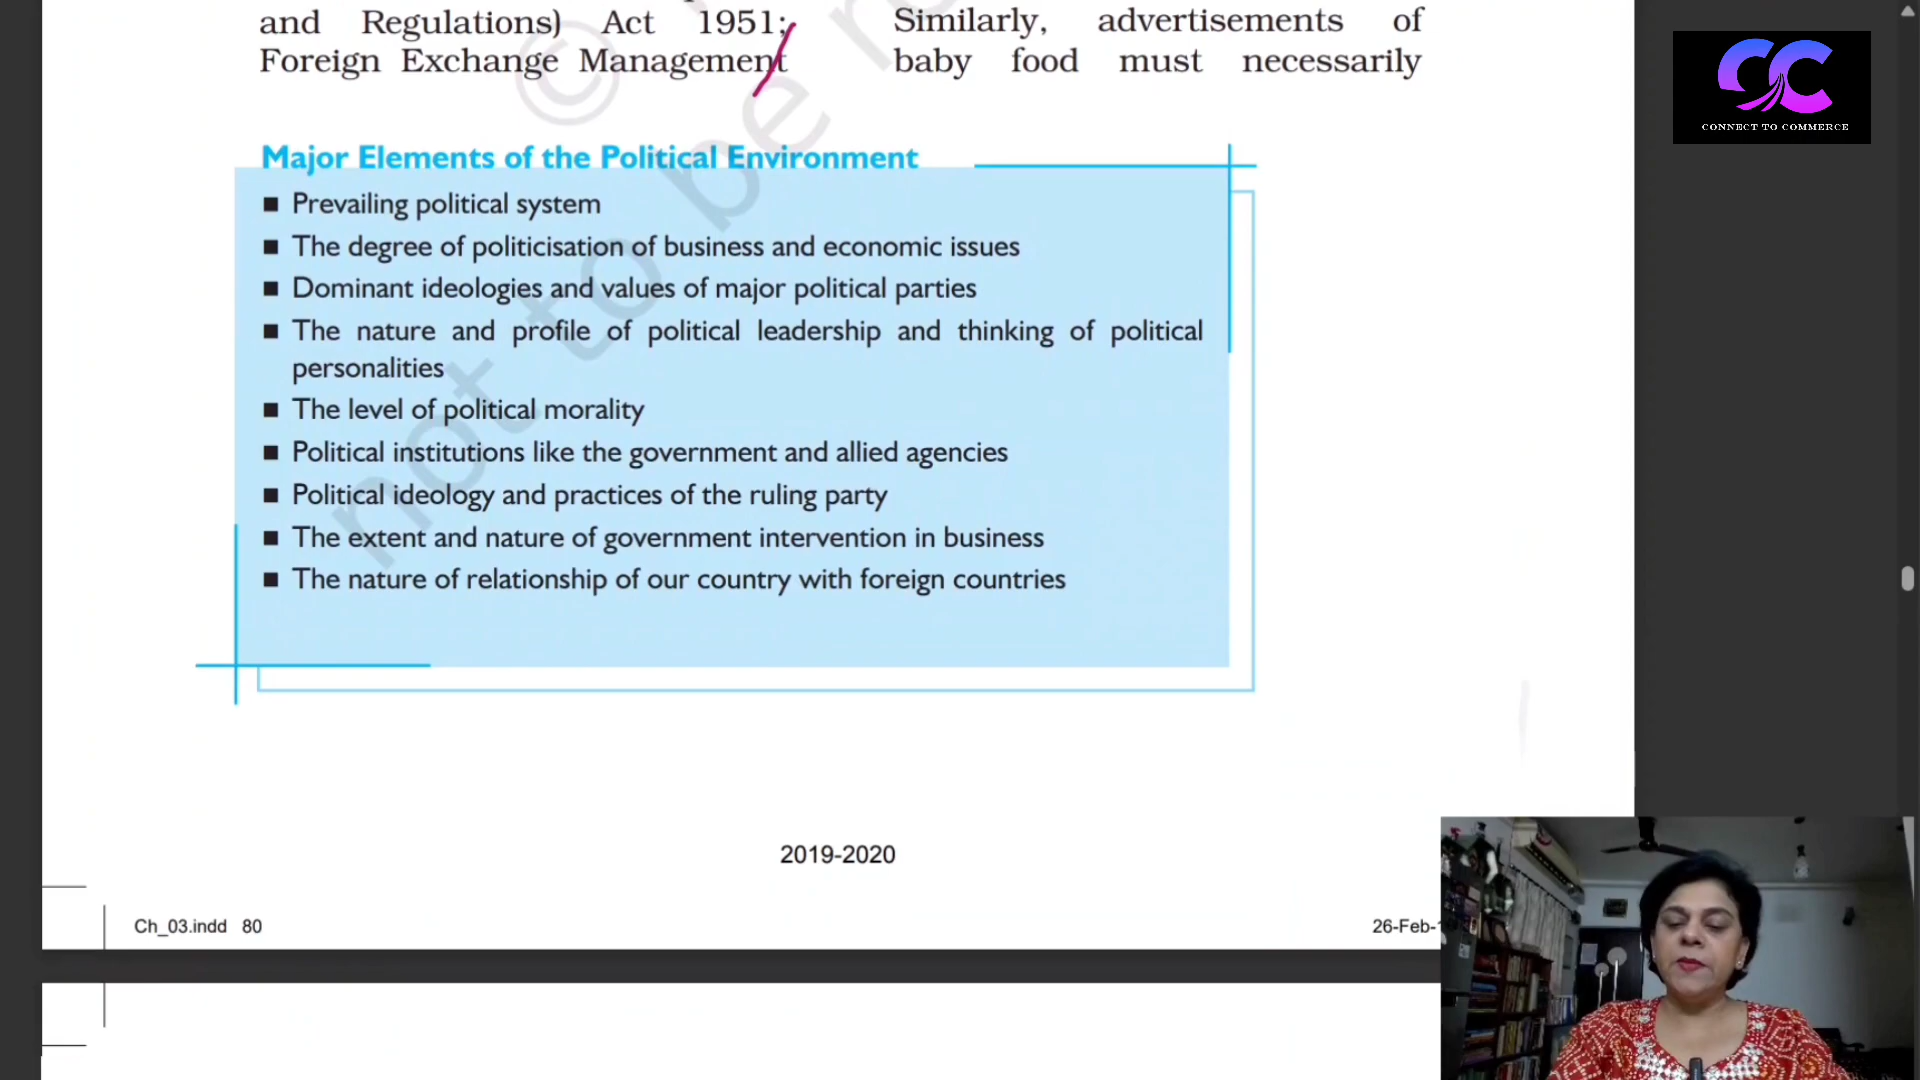 and Regulations) Act 1951;
Foreign Exchange Management
Similarly, advertisements of
baby food must necessarily
CONNECT TO COMMERCE
Major Elements of the Political Environment
■ Prevailing political system
■ The degree of politicisation of business and economic issues
■ Dominant ideologies and values of major political parties
■ The nature and profile of political leadership and thinking of political
personalities
■ The level of political morality
■ Political institutions like the government and allied agencies
■ Political ideology and practices of the ruling party
■ The extent and nature of government intervention in business
■ The nature of relationship of our country with foreign countries
©
not to be
2019-2020
Ch_03.indd 80
26-Feb-